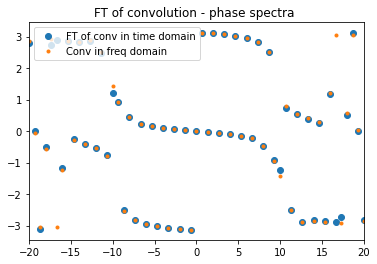 FT of convolution - phase spectra
FT of conv in time domain
Conv in freq domain
3
2
1
0
−1
−2
−3
−20 −15 −10 −5 0 5 10 15 20